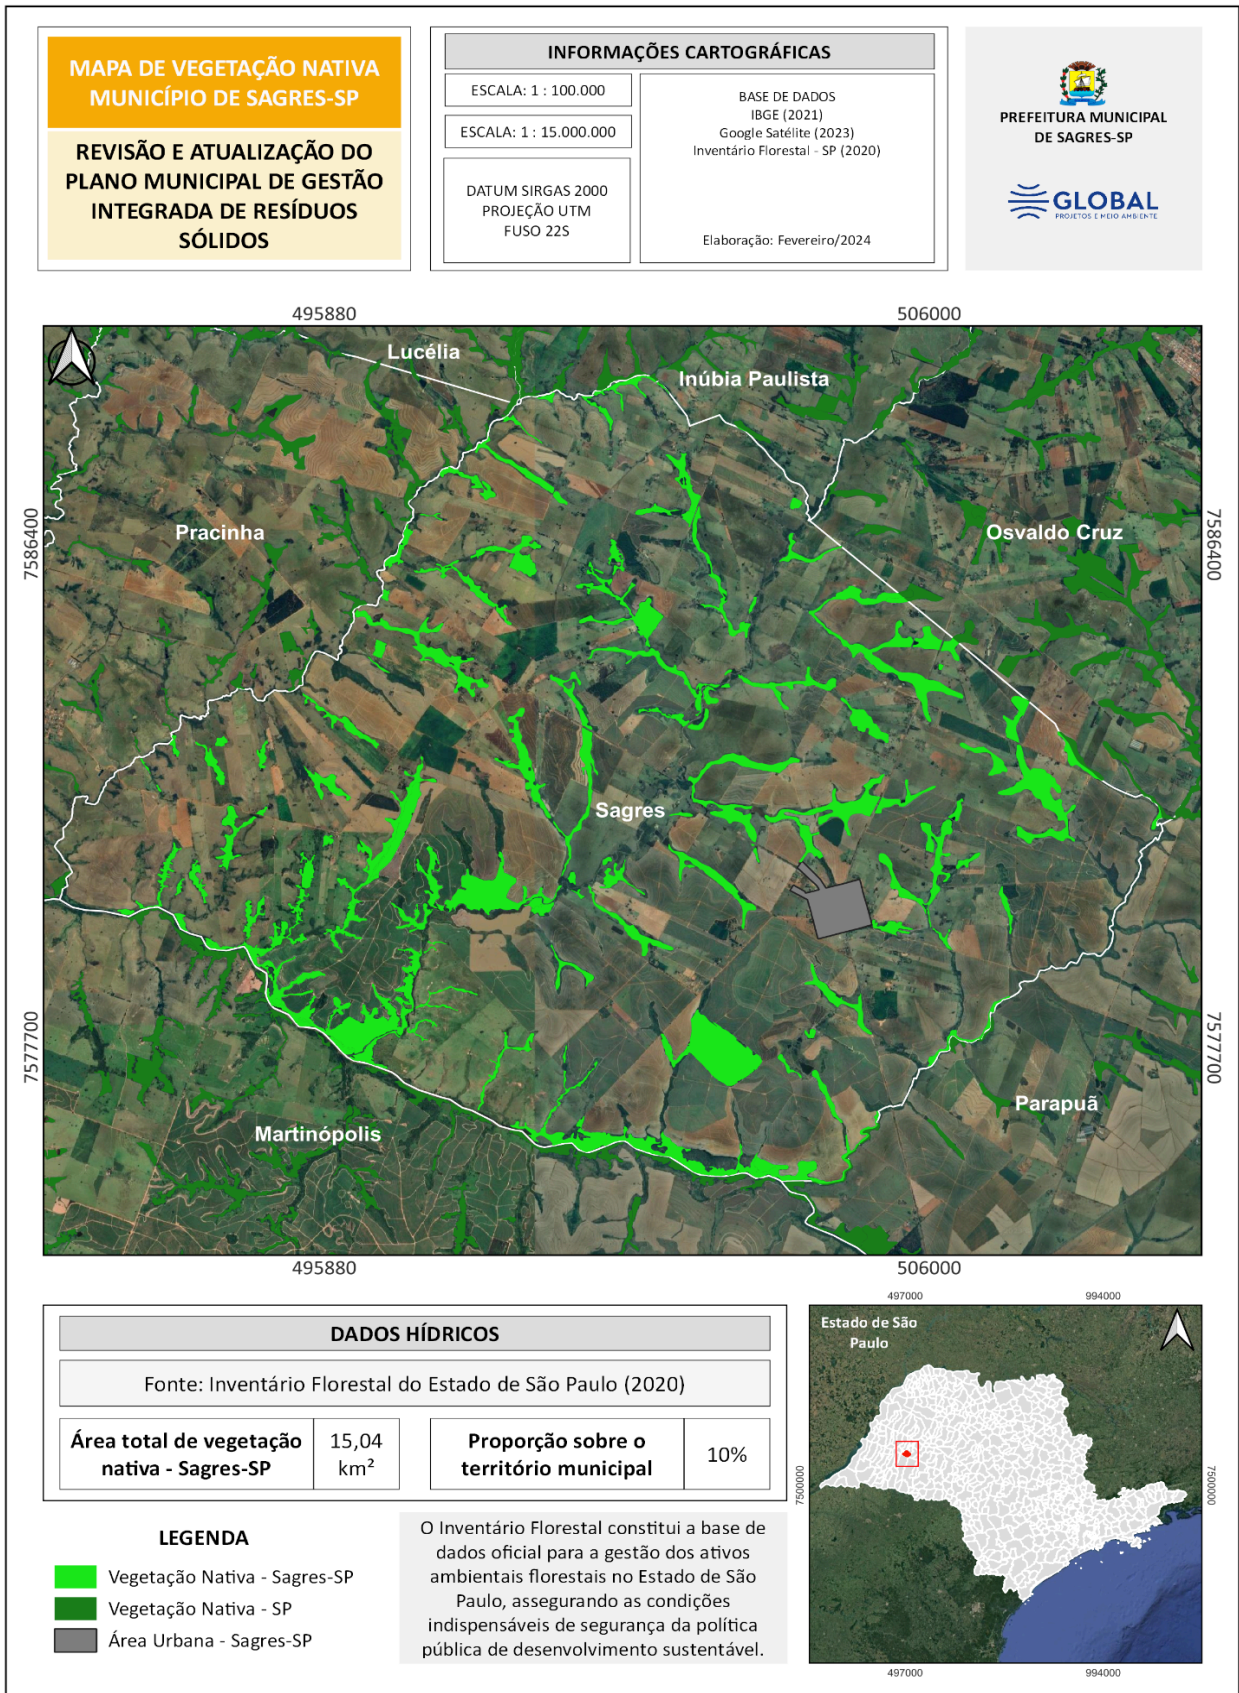 MAPA DE VEGETAÇÃO NATIVA
MUNICÍPIO DE SAGRES-SP
REVISÃO E ATUALIZAÇÃO DO
PLANO MUNICIPAL DE GESTÃO
INTEGRADA DE RESÍDUOS
SÓLIDOS
INFORMAÇÕES CARTOGRÁFICAS
ESCALA: 1 : 100.000
ESCALA: 1 : 15.000.000
DATUM SIRGAS 2000
PROJEÇÃO UTM
FUSO 22S
BASE DE DADOS
IBGE (2021)
Google Satélite (2023)
Inventário Florestal - SP (2020)
Elaboração: Fevereiro/2024
PREFEITURA MUNICIPAL
DE SAGRES-SP
GLOBAL
PROJETOS E MEIO AMBIENTE
495880
506000
Lucélia
Inúbia Paulista
Pracinha
Osvaldo Cruz
7586400
7586400
Sagres
7577700
7577700
Parapuã
Martinópolis
495880
506000
DADOS HÍDRICOS
Fonte: Inventário Florestal do Estado de São Paulo (2020)
Área total de vegetação
nativa - Sagres-SP
15,04
km²
Proporção sobre o
território municipal
10%
LEGENDA
Vegetação Nativa - Sagres-SP
Vegetação Nativa - SP
Área Urbana - Sagres-SP
O Inventário Florestal constitui a base de
dados oficial para a gestão dos ativos
ambientais florestais no Estado de São
Paulo, assegurando as condições
indispensáveis de segurança da política
pública de desenvolvimento sustentável.
497000
994000
Estado de São
Paulo
7500000
7500000
497000
994000